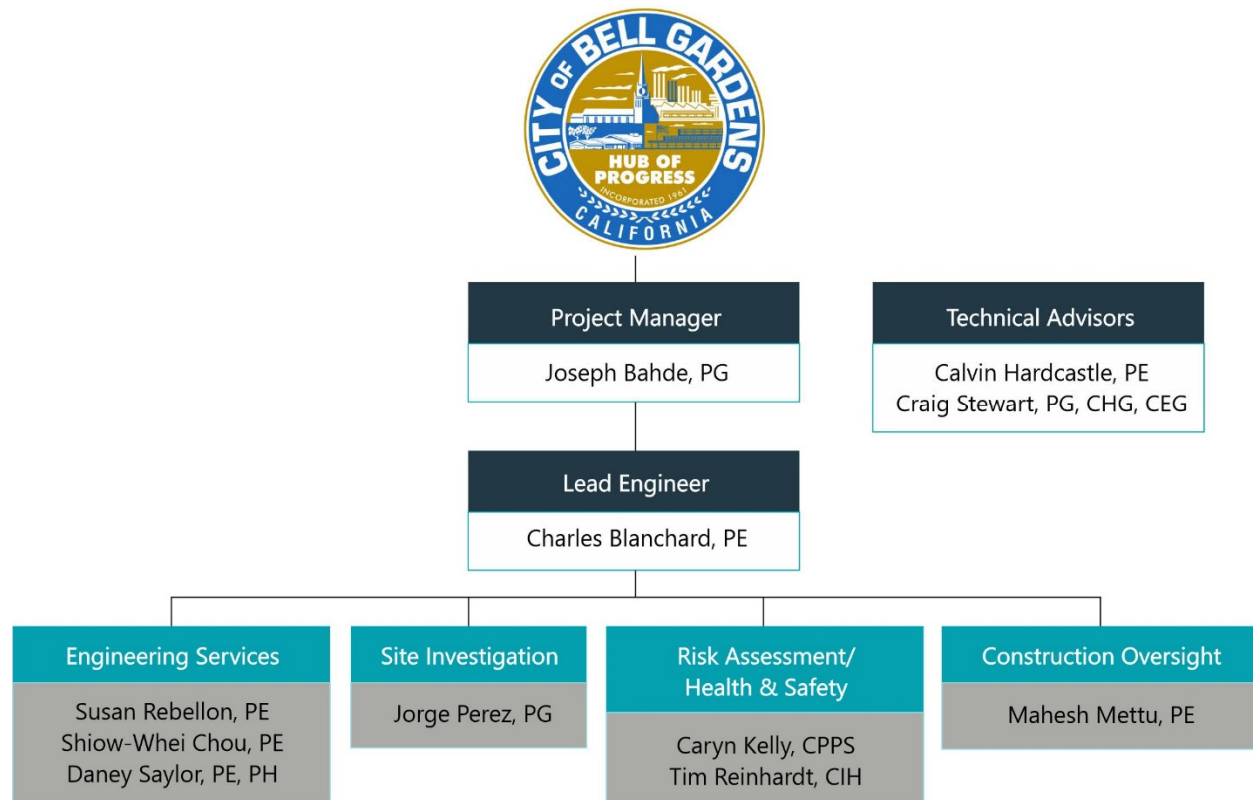 CITY OF BELL GARDENS
HUB OF
PROGRESS
INCORPORATED 1961
CALIFORNIA
Project Manager
Joseph Bahde, PG
Technical Advisors
Calvin Hardcastle, PE
Craig Stewart, PG, CHG, CEG
Lead Engineer
Charles Blanchard, PE
Engineering Services
Susan Rebellon, PE
Shiow-Whei Chou, PE
Daney Saylor, PE, PH
Site Investigation
Jorge Perez, PG
Risk Assessment/
Health & Safety
Caryn Kelly, CPPS
Tim Reinhardt, CIH
Construction Oversight
Mahesh Mettu, PE